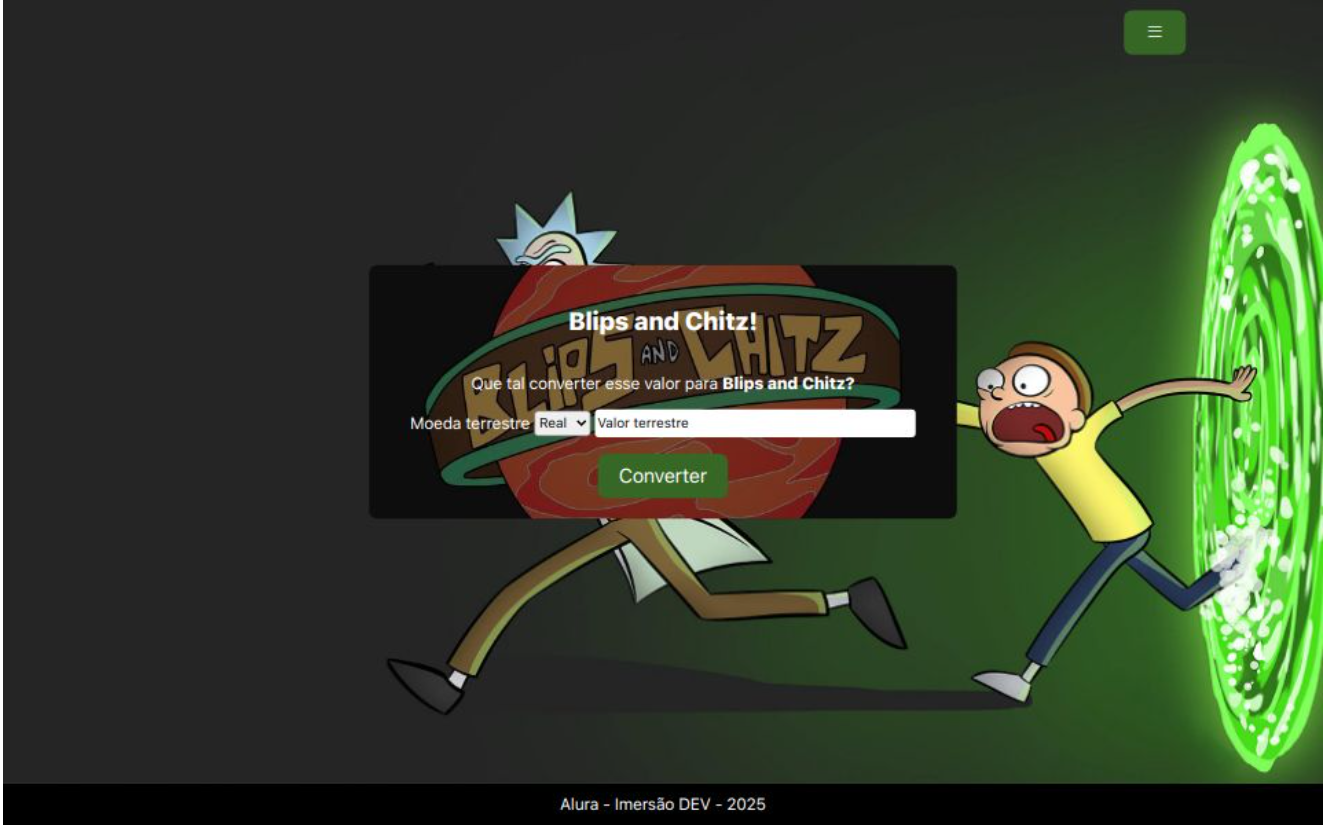 Blips and Chitz!
BLIPS AND CHITZ
Que tal converter esse valor para Blips and Chitz?
Moeda terrestre Real Valor terrestre
Converter
Alura - Imersão DEV - 2025